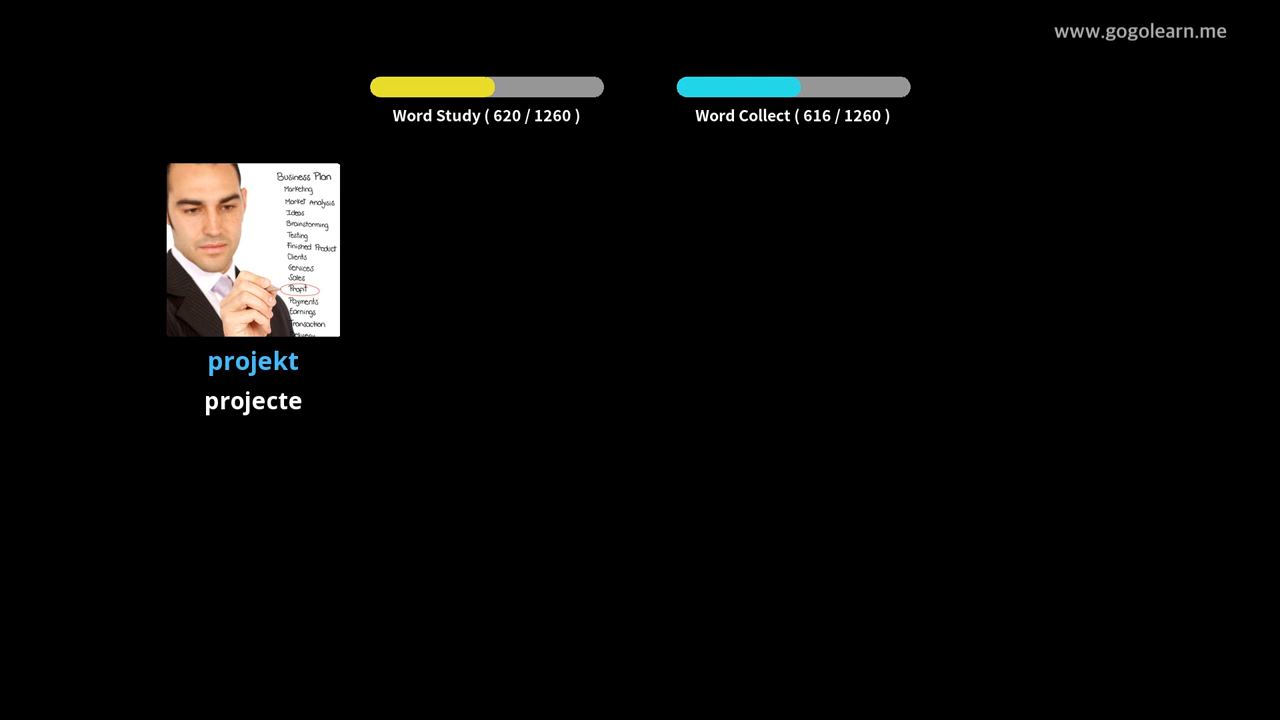 www.gogolearn.me
Word Study ( 620 / 1260 )
Word Collect ( 616 / 1260 )
Business Plan
Marketing
Market Analysis
Ideas
Brainstorming
Testing
Finished Product
Clients
Services
Sales
Profit
Payments
Earnings
Transaction
projekt
projecte